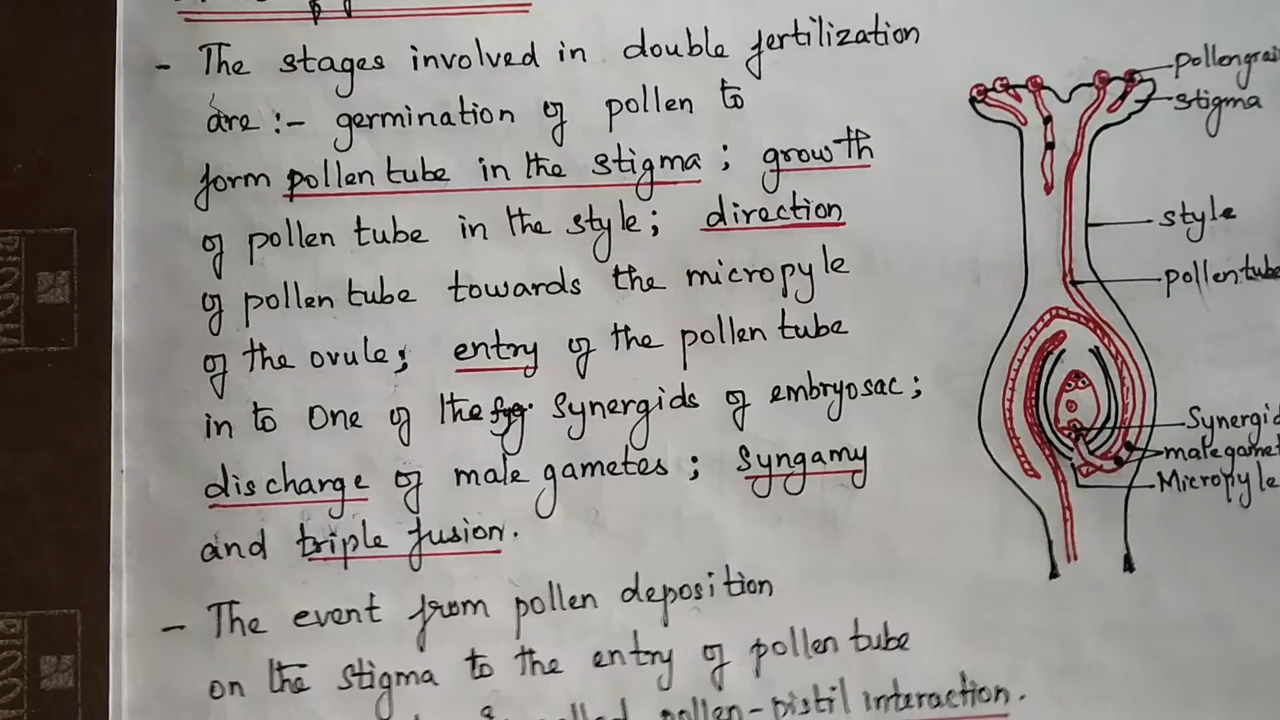 - The stages involved in double fertilization
are :- germination of pollen to
form pollen tube in the stigma ; growth
of pollen tube in the style ; direction
of pollen tube towards the micropyle
of the ovule ; entry of the pollen tube
in to One of the synergids of embryosac ;
discharge of male gametes ; syngamy
and triple fusion.
- The event from pollen deposition
on the stigma to the entry of pollen tube
called pollen-pistil interaction.
pollengrai
stigma
style
pollentube
Synergid
malegamet
Micropyle